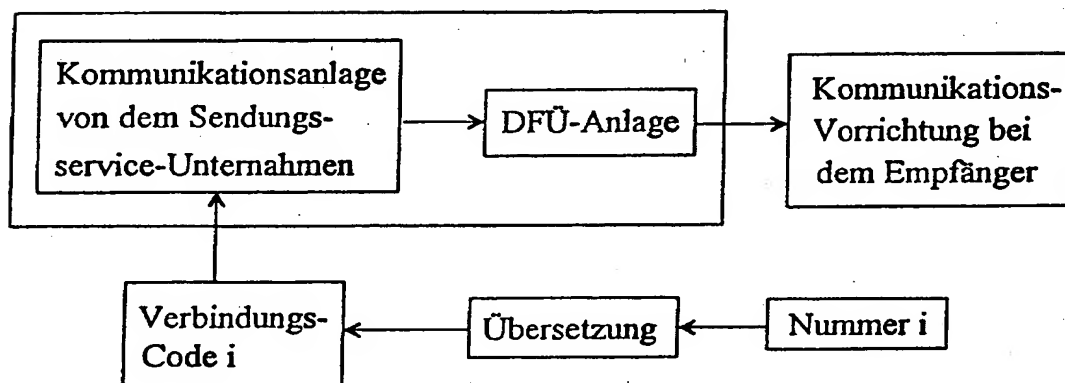 Kommunikationsanlage
von dem Sendungs-
service-Unternahmen
DFÜ-Anlage
Kommunikations-
Vorrichtung bei
dem Empfänger
Verbindungs-
Code i
Übersetzung
Nummer i